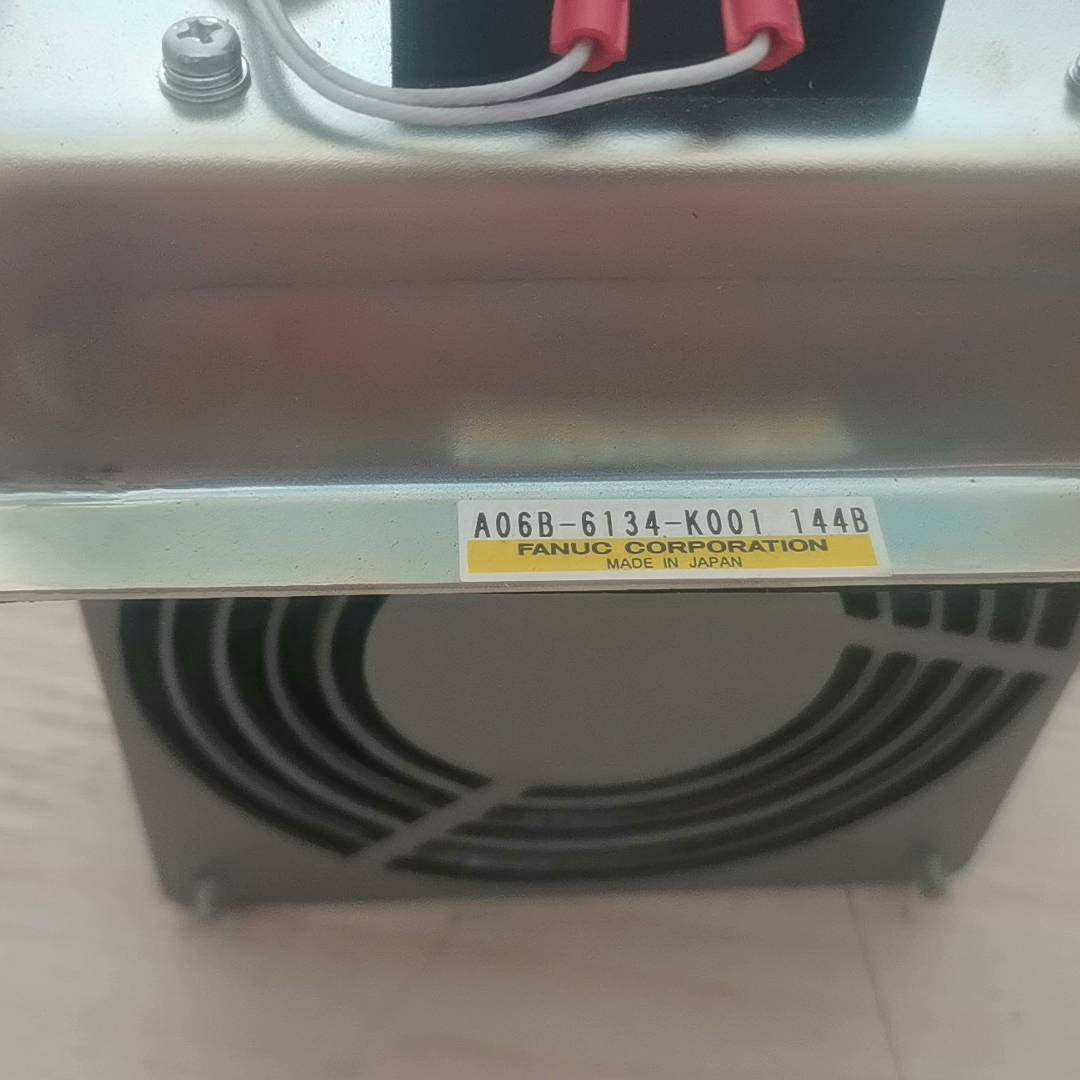 A06B-6134-K001 144B
FANUC CORPORATION
MADE IN JAPAN